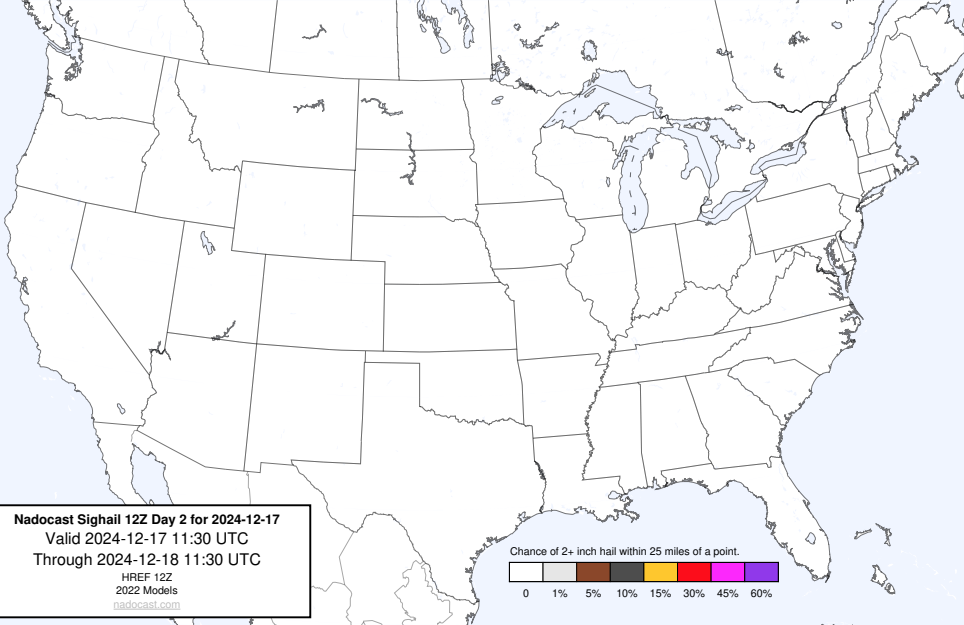 Nadocast Sighail 12Z Day 2 for 2024-12-17
Valid 2024-12-17 11:30 UTC
Through 2024-12-18 11:30 UTC
HREF 12Z
2022 Models
nadocast.com
Chance of 2+ inch hail within 25 miles of a point.
0 1% 5% 10% 15% 30% 45% 60%